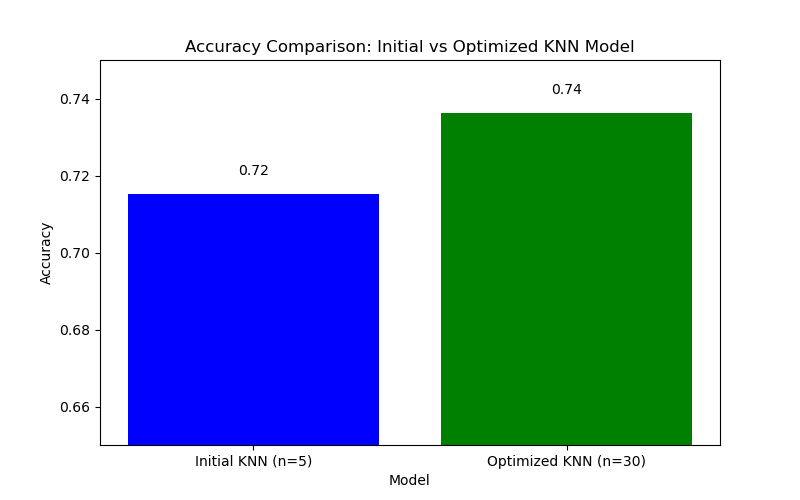 Accuracy Comparison: Initial vs Optimized KNN Model
0.74
0.74
0.72
0.72
0.70
0.68
0.66
Accuracy
Initial KNN (n=5)
Optimized KNN (n=30)
Model